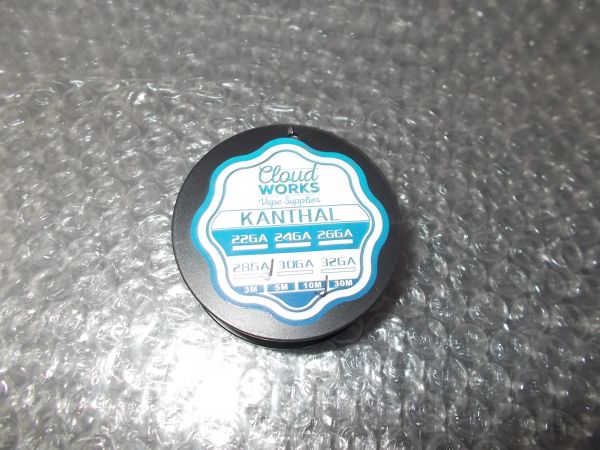 Cloud
WORKS
Vape Supplies
KANTHAL
22GA 24GA 26GA
28GA 30GA 32GA
3M 5M 10M 30M